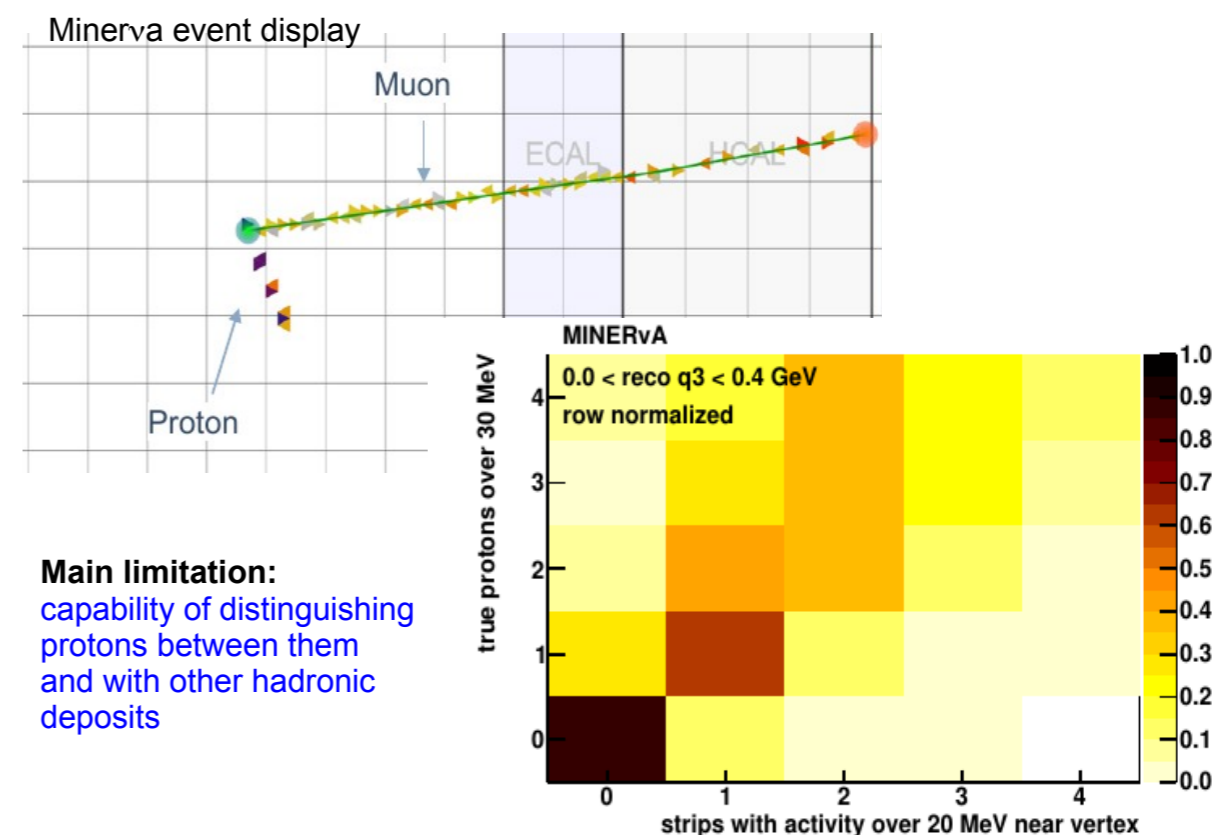 Minerνa event display
Muon
ECAL
HCAL
Proton
MINERvA
0.0 < reco q3 < 0.4 GeV
row normalized
true protons over 30 MeV
4
3
2
1
0
0 1 2 3 4
strips with activity over 20 MeV near vertex
1.0
0.9
0.8
0.7
0.6
0.5
0.4
0.3
0.2
0.1
0.0
Main limitation:
capability of distinguishing
protons between them
and with other hadronic
deposits